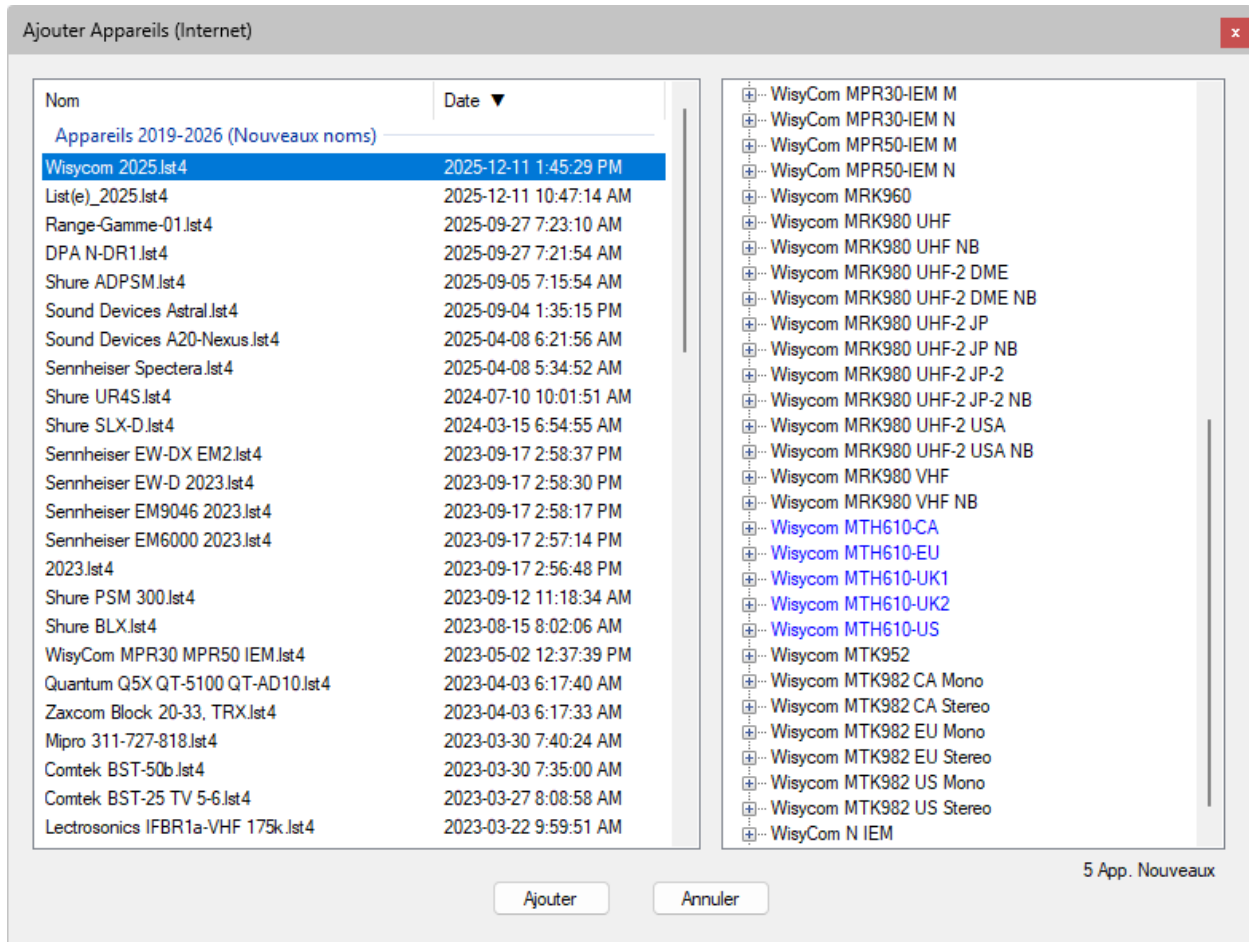 Ajouter Appareils (Internet)
x
Nom Date ▼
Appareils 2019-2026 (Nouveaux noms)
Wisycom 2025.lst4 2025-12-11 1:45:29 PM
List(e)_2025.lst4 2025-12-11 10:47:14 AM
Range-Gamme-01.lst4 2025-09-27 7:23:10 AM
DPA N-DR1.lst4 2025-09-27 7:21:54 AM
Shure ADPSM.lst4 2025-09-05 7:15:54 AM
Sound Devices Astral.lst4 2025-09-04 1:35:15 PM
Sound Devices A20-Nexus.lst4 2025-04-08 6:21:56 AM
Sennheiser Spectera.lst4 2025-04-08 5:34:52 AM
Shure UR4S.lst4 2024-07-10 10:01:51 AM
Shure SLX-D.lst4 2024-03-15 6:54:55 AM
Sennheiser EW-DX EM2.lst4 2023-09-17 2:58:37 PM
Sennheiser EW-D 2023.lst4 2023-09-17 2:58:30 PM
Sennheiser EM9046 2023.lst4 2023-09-17 2:58:17 PM
Sennheiser EM6000 2023.lst4 2023-09-17 2:57:14 PM
2023.lst4 2023-09-17 2:56:48 PM
Shure PSM 300.lst4 2023-09-12 11:18:34 AM
Shure BLX.lst4 2023-08-15 8:02:06 AM
WisyCom MPR30 MPR50 IEM.lst4 2023-05-02 12:37:39 PM
Quantum Q5X QT-5100 QT-AD10.lst4 2023-04-03 6:17:40 AM
Zaxcom Block 20-33, TRX.lst4 2023-04-03 6:17:33 AM
Mipro 311-727-818.lst4 2023-03-30 7:40:24 AM
Comtek BST-50b.lst4 2023-03-30 7:35:00 AM
Comtek BST-25 TV 5-6.lst4 2023-03-27 8:08:58 AM
Lectrosonics IFBR1a-VHF 175k.lst4 2023-03-22 9:59:51 AM
WisyCom MPR30-IEM M
WisyCom MPR30-IEM N
WisyCom MPR50-IEM M
WisyCom MPR50-IEM N
Wisycom MRK960
Wisycom MRK980 UHF
Wisycom MRK980 UHF NB
Wisycom MRK980 UHF-2 DME
Wisycom MRK980 UHF-2 DME NB
Wisycom MRK980 UHF-2 JP
Wisycom MRK980 UHF-2 JP NB
Wisycom MRK980 UHF-2 JP-2
Wisycom MRK980 UHF-2 JP-2 NB
Wisycom MRK980 UHF-2 USA
Wisycom MRK980 UHF-2 USA NB
Wisycom MRK980 VHF
Wisycom MRK980 VHF NB
Wisycom MTH610-CA
Wisycom MTH610-EU
Wisycom MTH610-UK1
Wisycom MTH610-UK2
Wisycom MTH610-US
Wisycom MTK952
Wisycom MTK982 CA Mono
Wisycom MTK982 CA Stereo
Wisycom MTK982 EU Mono
Wisycom MTK982 EU Stereo
Wisycom MTK982 US Mono
Wisycom MTK982 US Stereo
WisyCom N IEM
5 App. Nouveaux
Ajouter Annuler